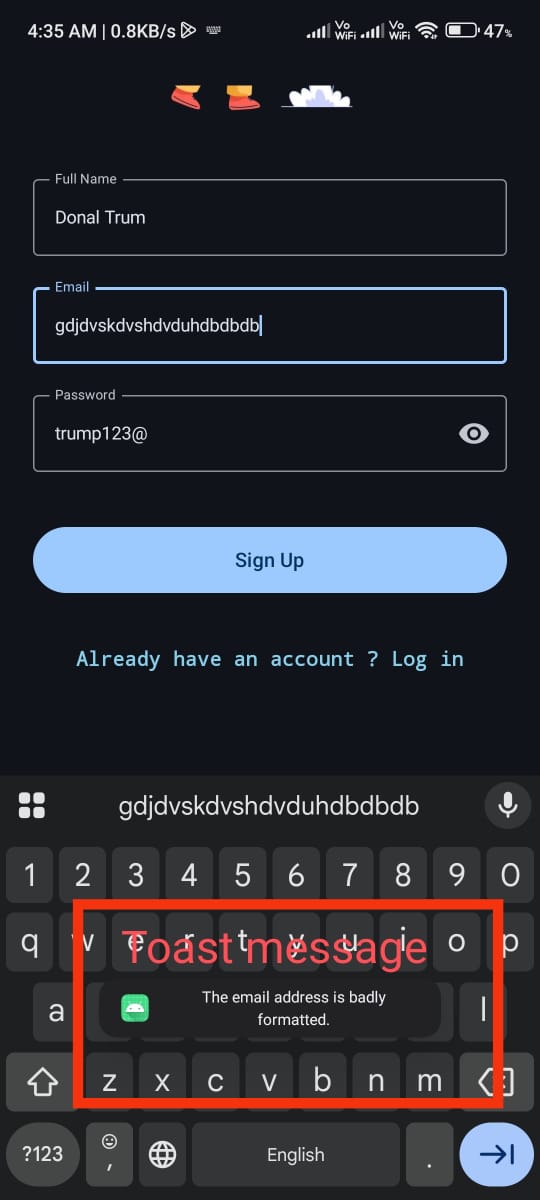 4:35 AM | 0.8KB/s Vo WiFi Vo WiFi 47%
Full Name
Donal Trum
Email
gdjdvskdvshdvduhdbdbdb
Password
trump123@
Sign Up
Already have an account ? Log in
gdjdvskdvshdvduhdbdbdb
1 2 3 4 5 6 7 8 9 0
q w e r t y u i o p
Toast message
a l
The email address is badly
formatted.
z x c v b n m
?123 , English .